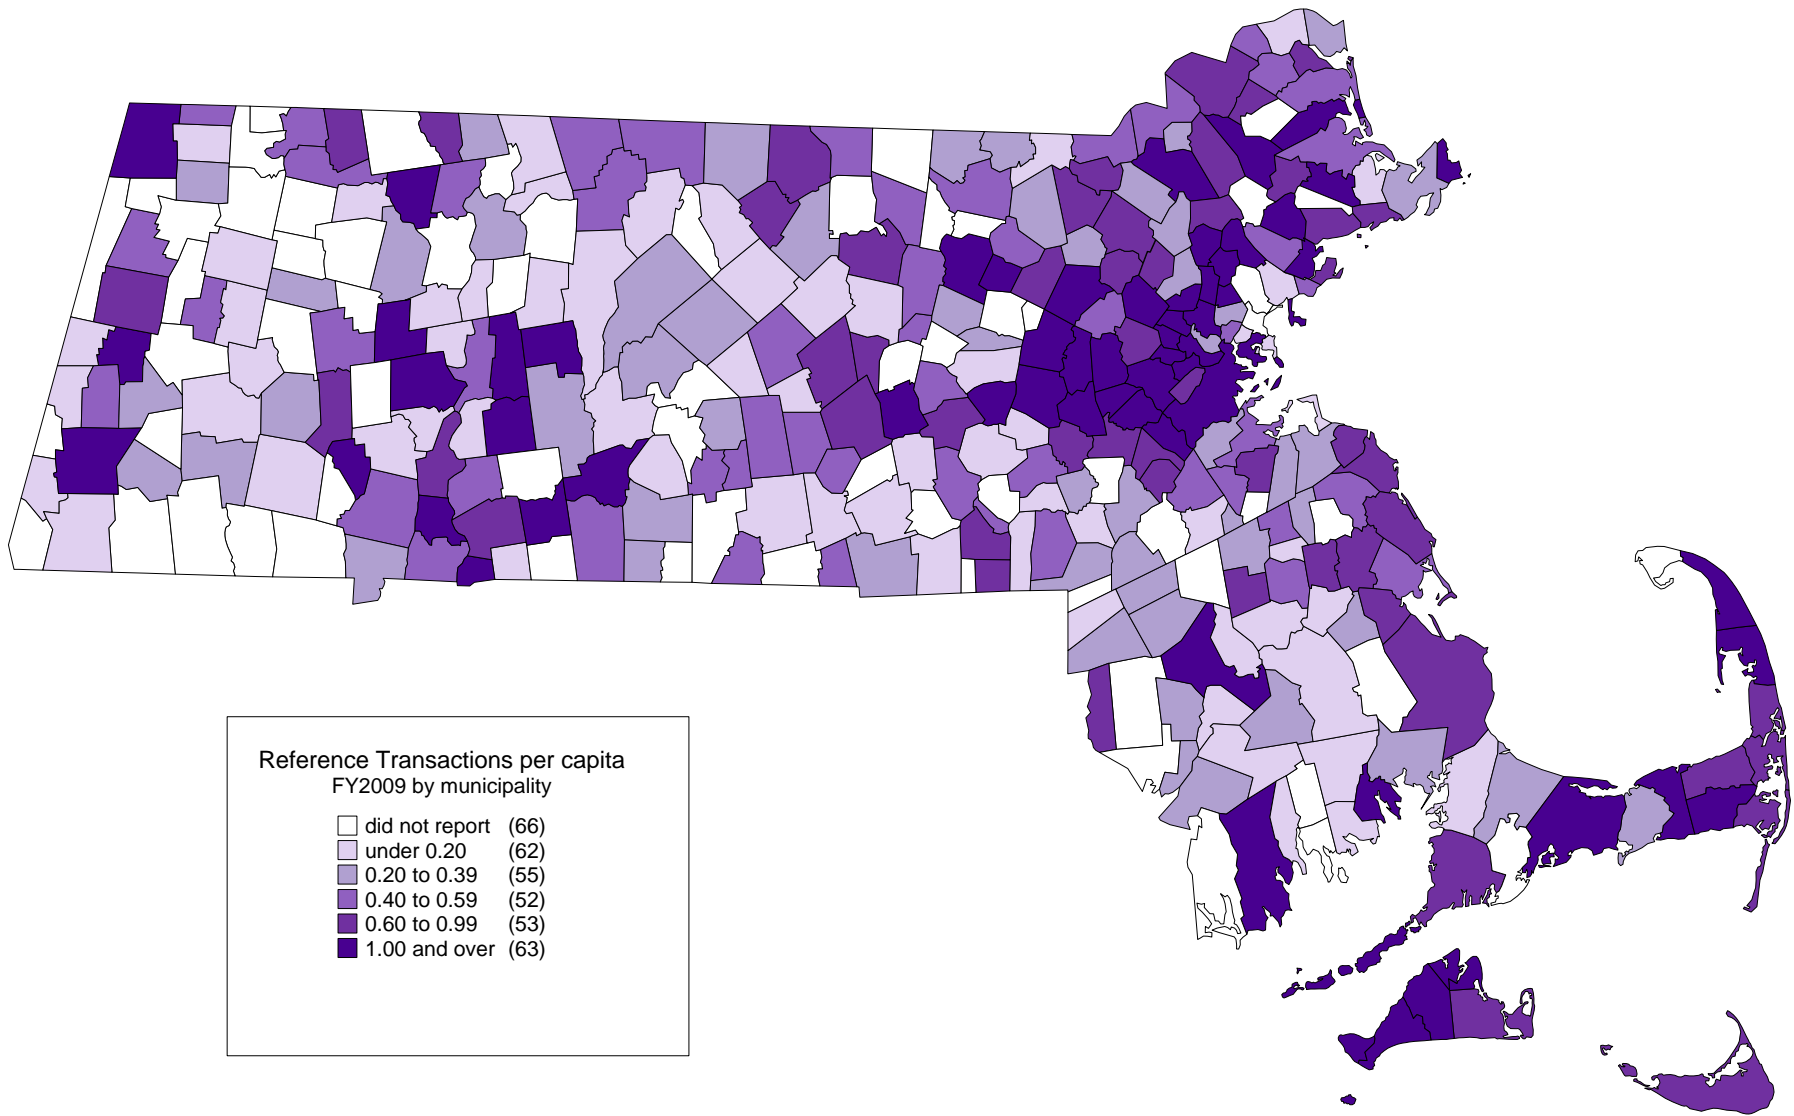 Reference Transactions per capita
FY2009 by municipality
did not report (66)
under 0.20 (62)
0.20 to 0.39 (55)
0.40 to 0.59 (52)
0.60 to 0.99 (53)
1.00 and over (63)